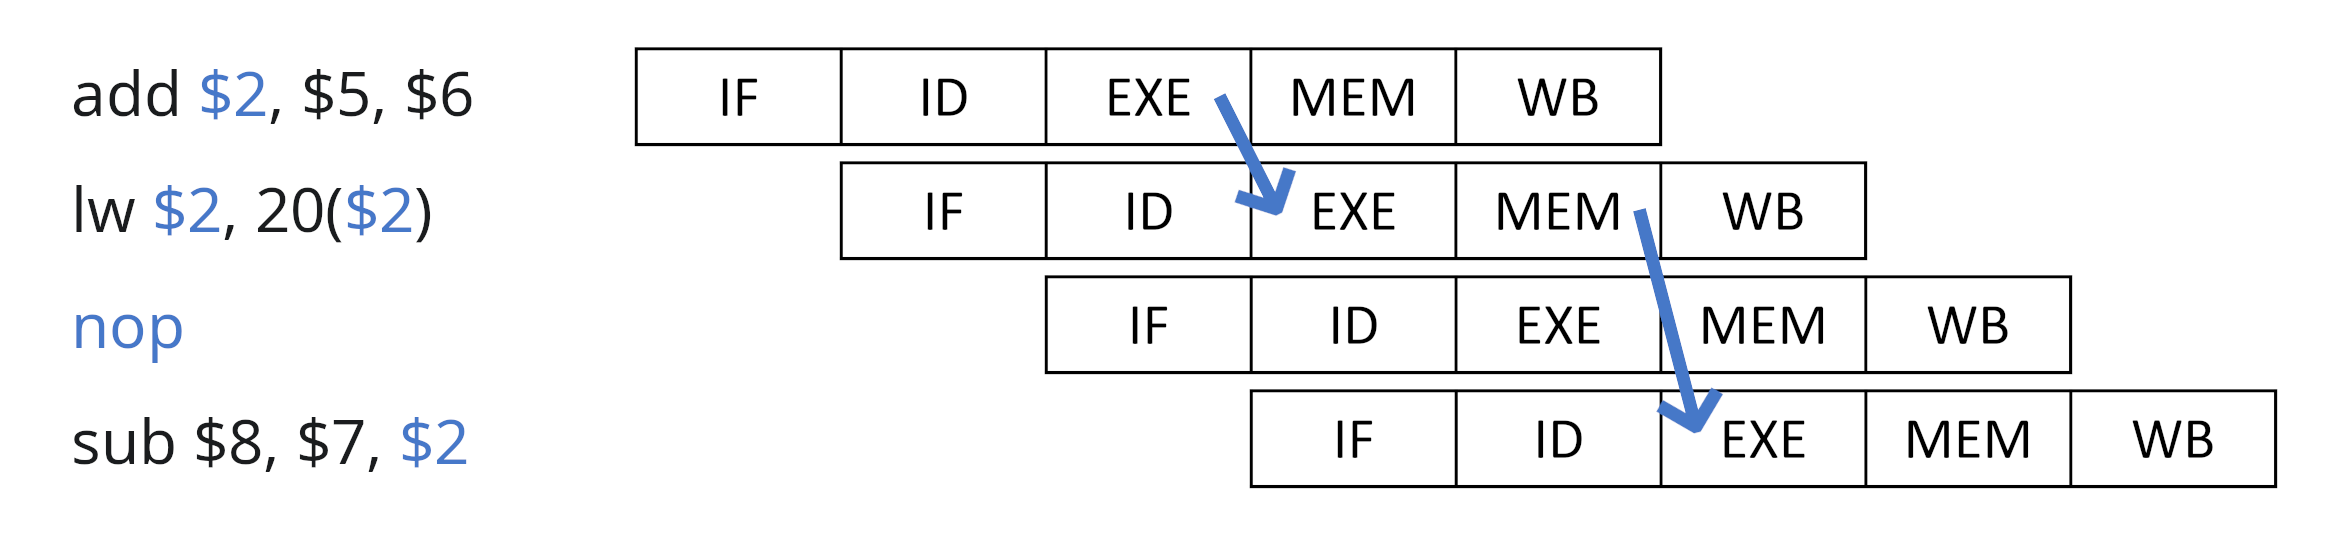 add $2, $5, $6 IF ID EXE MEM WB
lw $2, 20($2) IF ID EXE MEM WB
nop IF ID EXE MEM WB
sub $8, $7, $2 IF ID EXE MEM WB